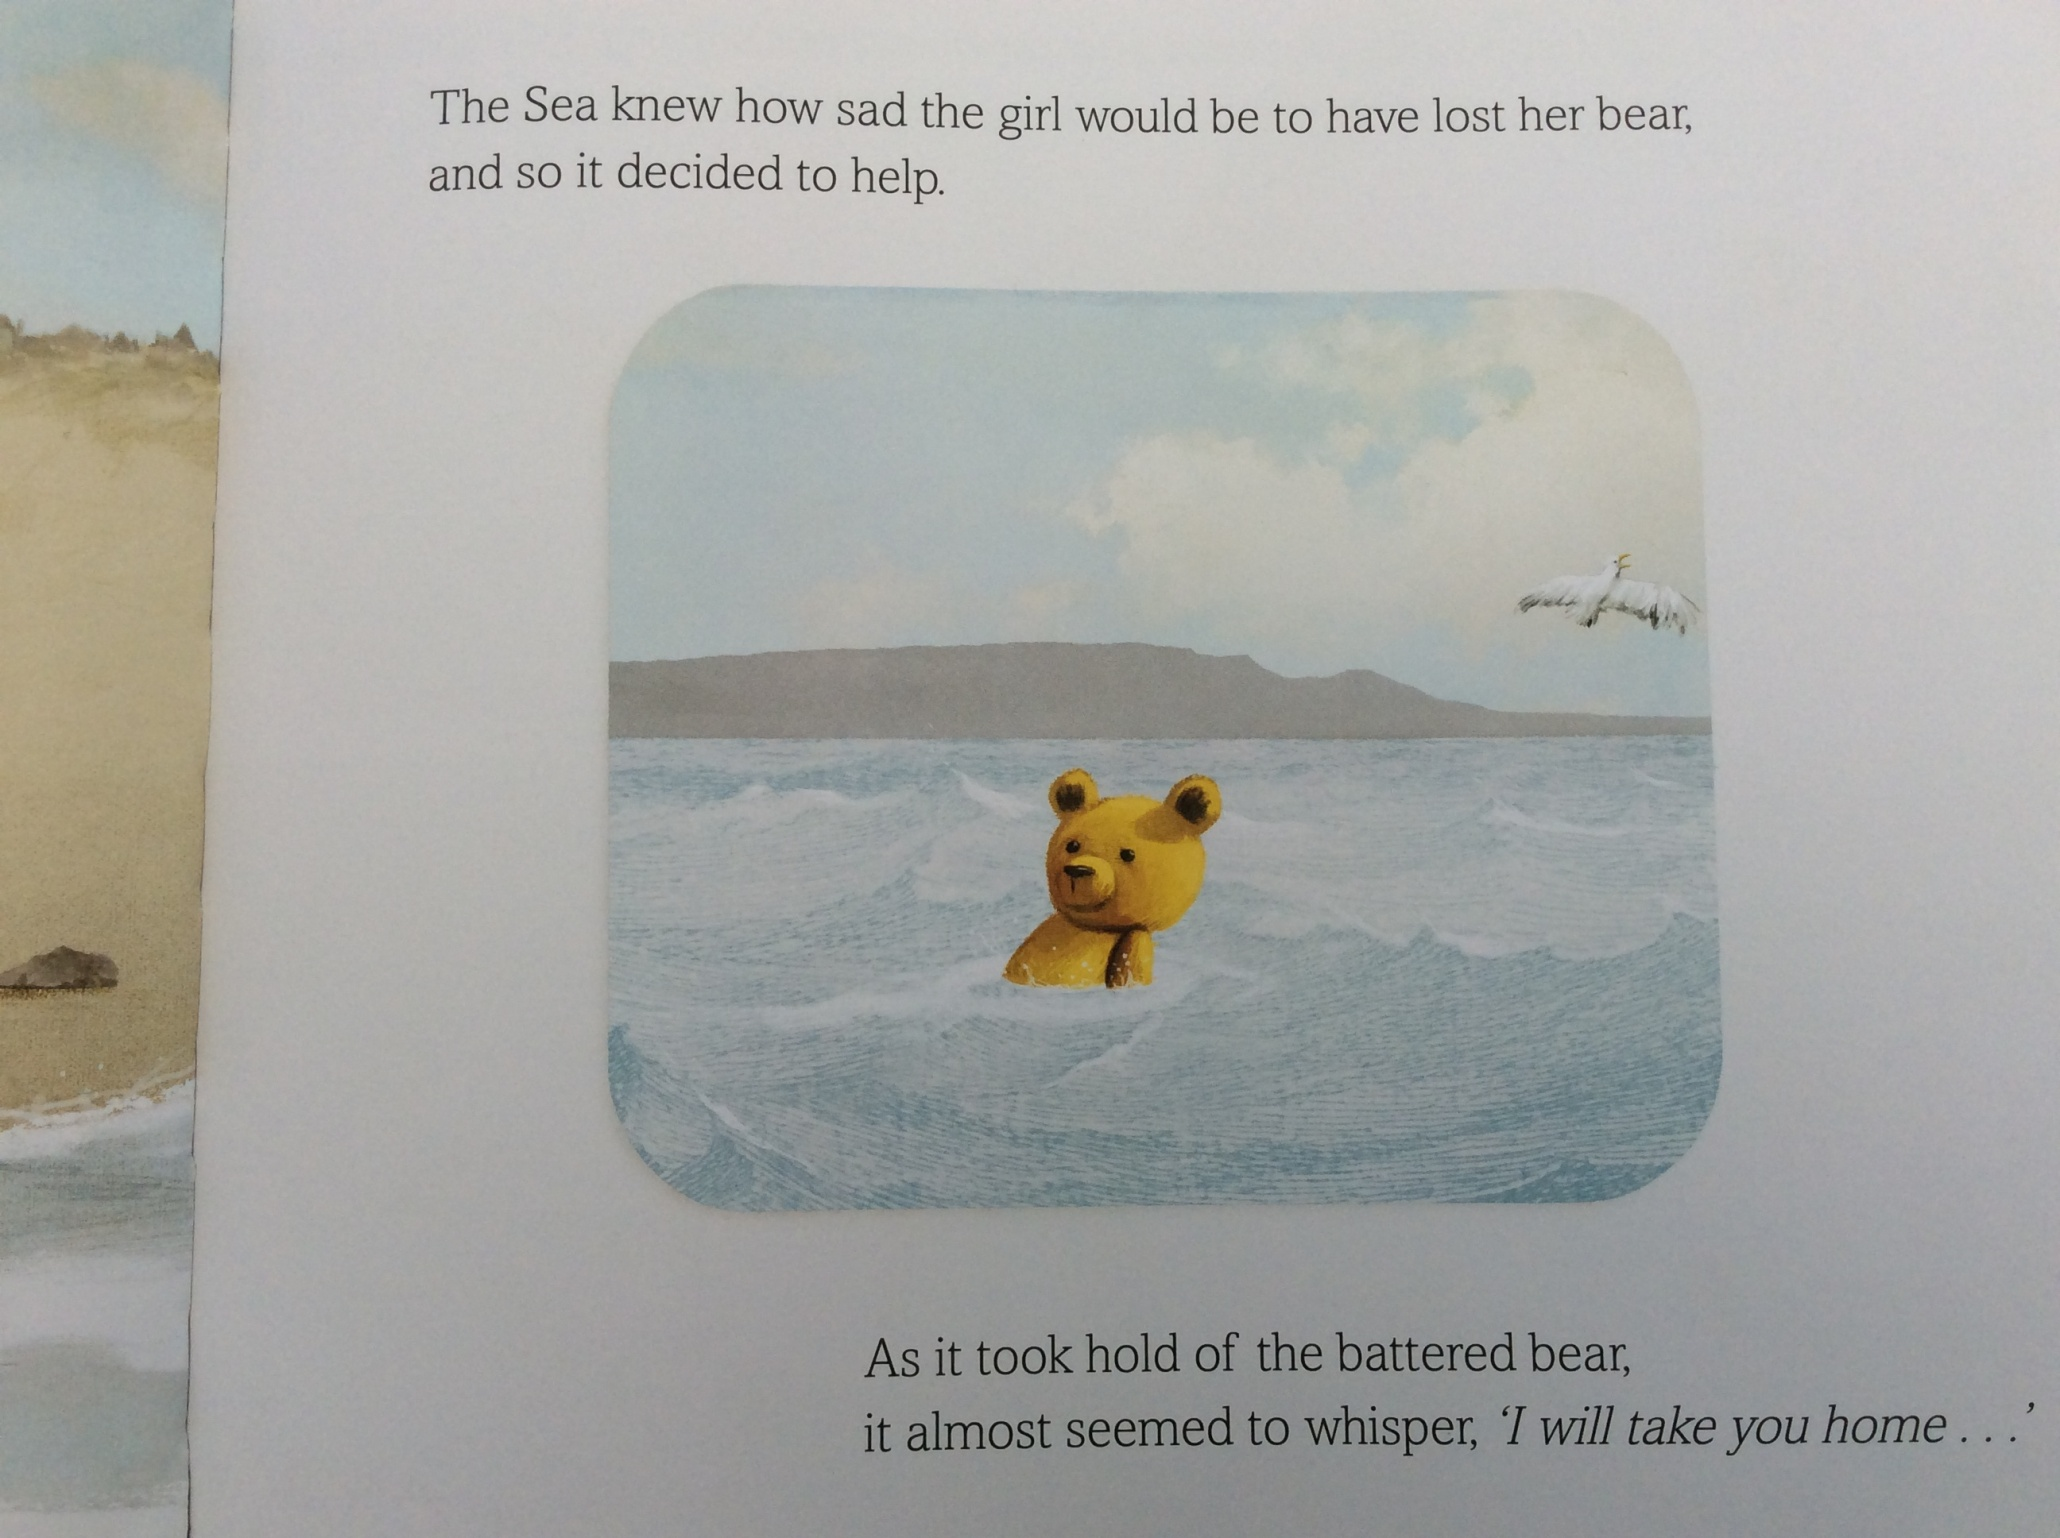 The Sea knew how sad the girl would be to have lost her bear,
and so it decided to help.
As it took hold of the battered bear,
it almost seemed to whisper, ‘I will take you home . . .’